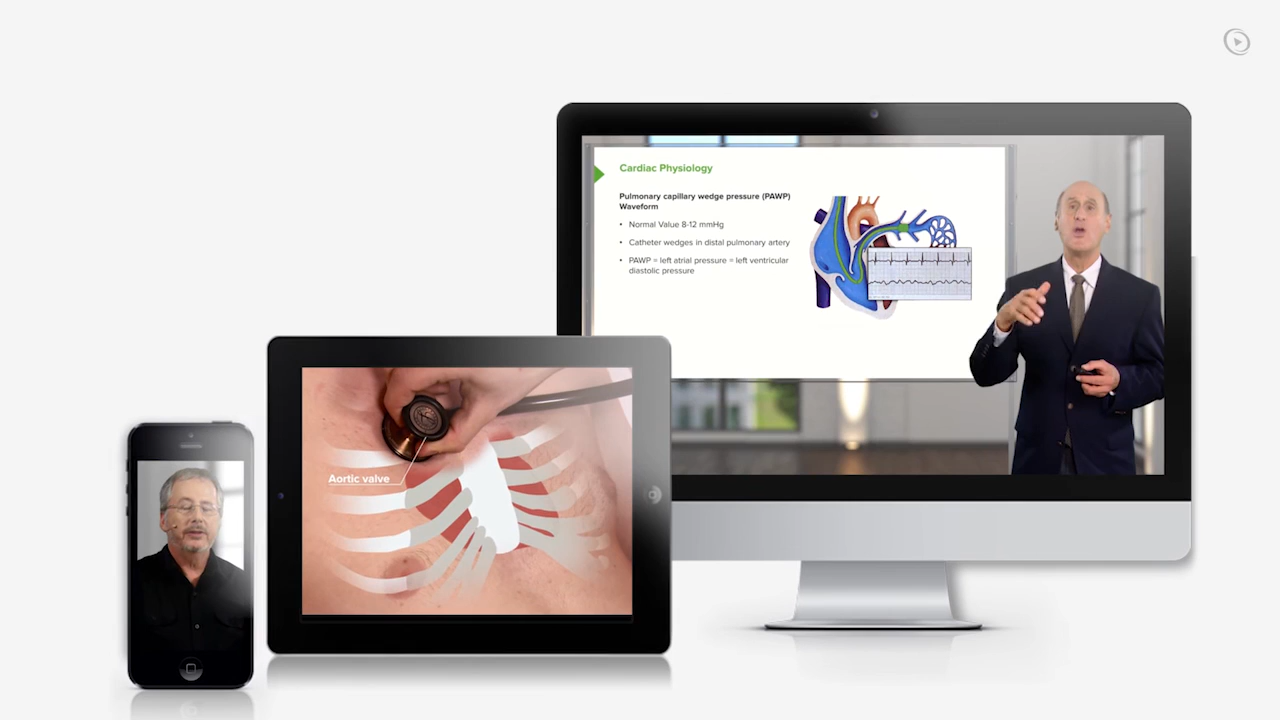 Cardiac Physiology
Pulmonary capillary wedge pressure (PAWP)
Waveform
• Normal Value 8-12 mmHg
• Catheter wedges in distal pulmonary artery
• PAWP = left atrial pressure = left ventricular
diastolic pressure
Aortic valve